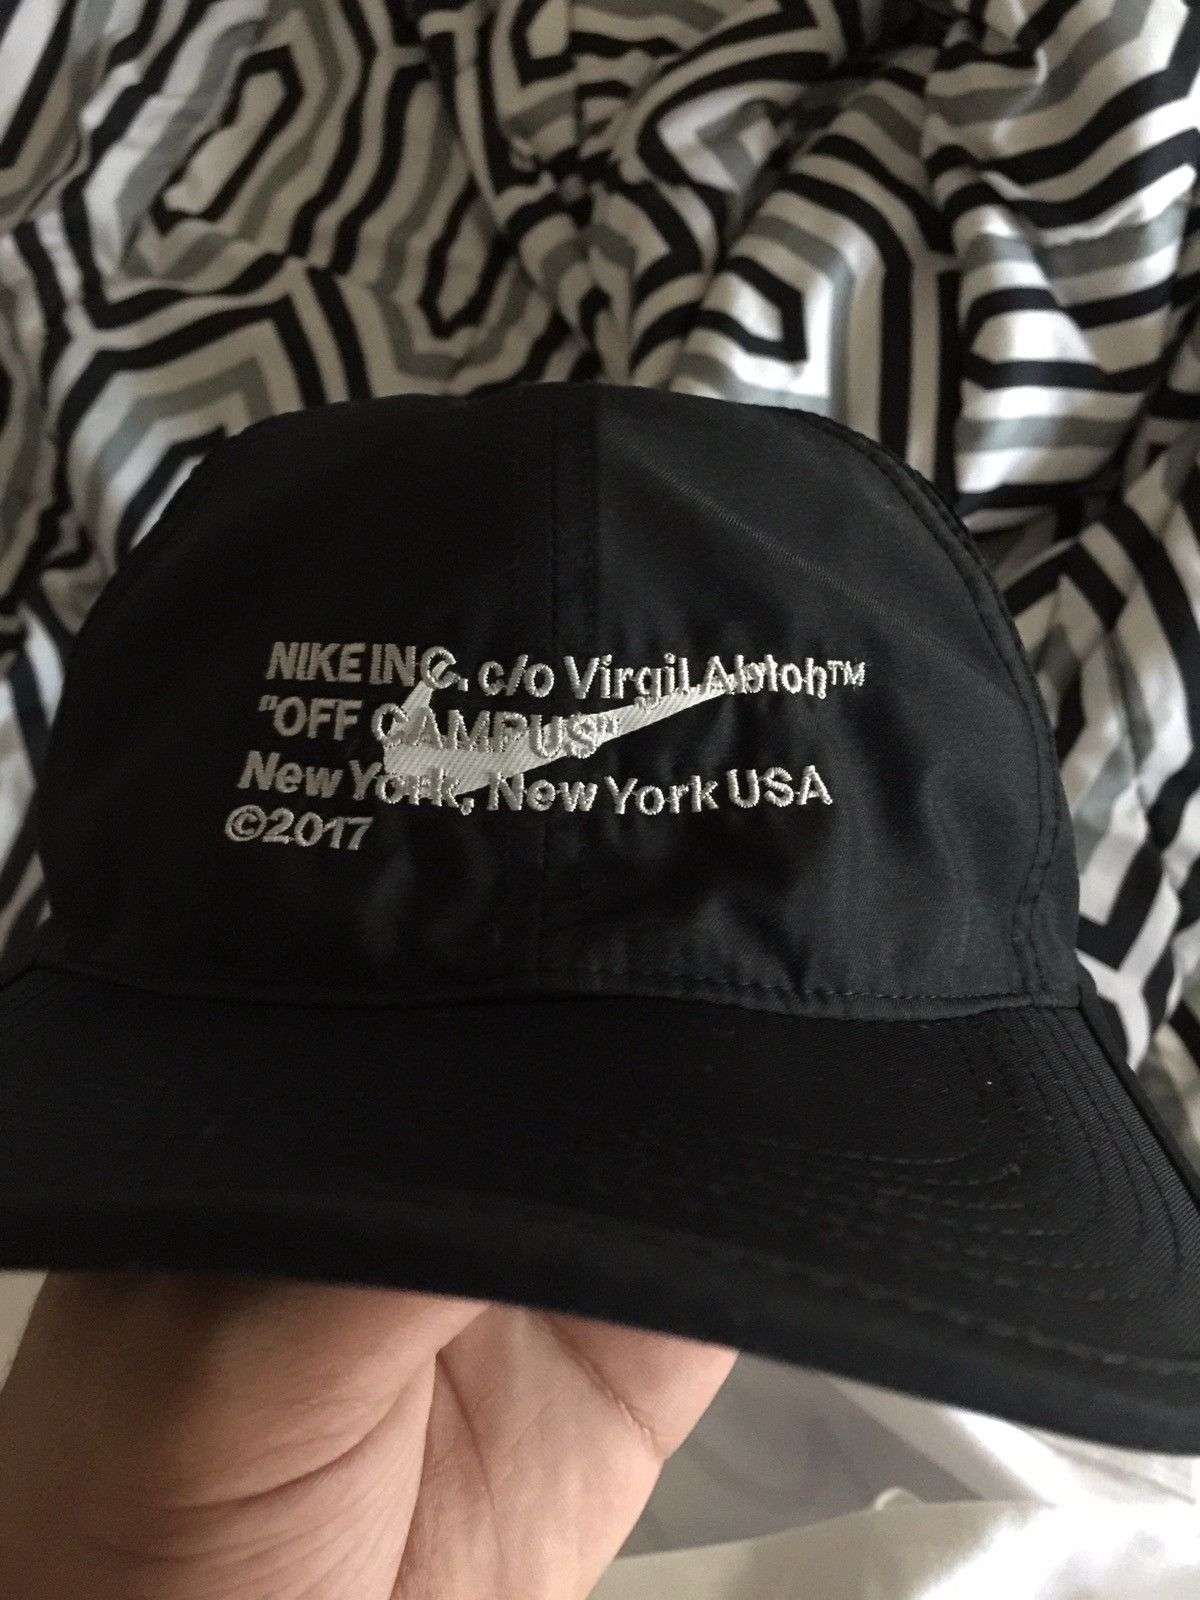 NIKE INC. c/o Virgil Abloh™
"OFF CAMPUS"
New York, New York USA
©2017